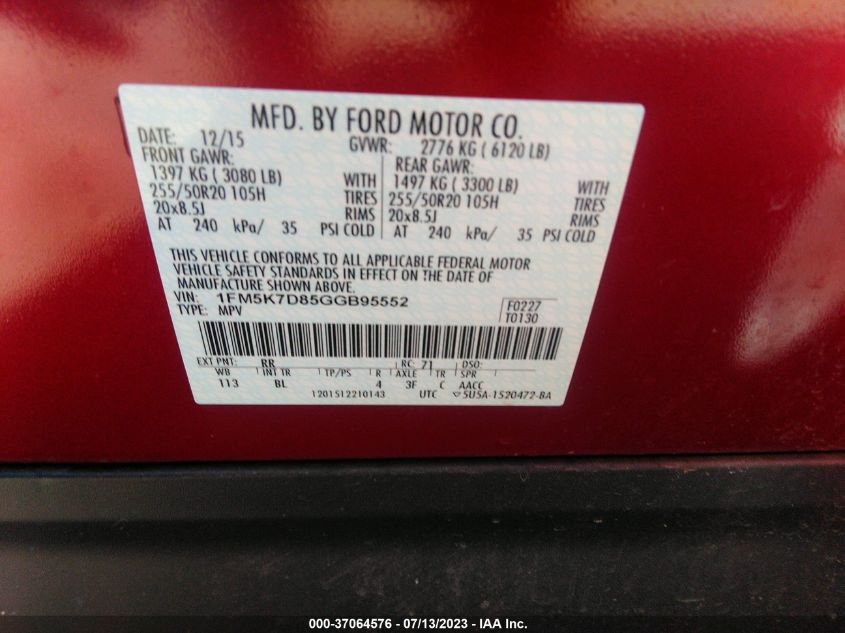 MFD. BY FORD MOTOR CO.
DATE: 12/15 GVWR: 2776 KG ( 6120 LB)
FRONT GAWR: REAR GAWR:
1397 KG ( 3080 LB) WITH 1497 KG ( 3300 LB) WITH
255/50R20 105H TIRES 255/50R20 105H TIRES
20x8.5J RIMS 20x8.5J RIMS
AT 240 kPa/ 35 PSI COLD AT 240 kPa/ 35 PSI COLD
THIS VEHICLE CONFORMS TO ALL APPLICABLE FEDERAL MOTOR
VEHICLE SAFETY STANDARDS IN EFFECT ON THE DATE OF
MANUFACTURE SHOWN ABOVE.
VIN: 1FM5K7D85GGB95552 F0227
TYPE: MPV T0130
EXT PNT: RR RC: 71 DSO:
WB INT TR TP/PS R AXLE TR SPR
113 BL 4 3F C AACC
1201512210143 UTC ▽5U5A-1520472-BA
000-37064576 - 07/13/2023 - IAA Inc.